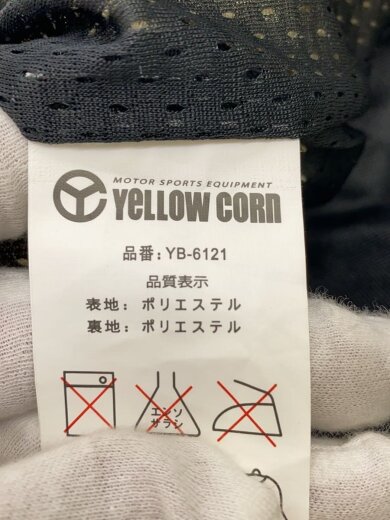 MOTOR SPORTS EQUIPMENT
YELLOW CORN
品番: YB-6121
品質表示
表地: ポリエステル
裏地: ポリエステル
エンソ
サラシ